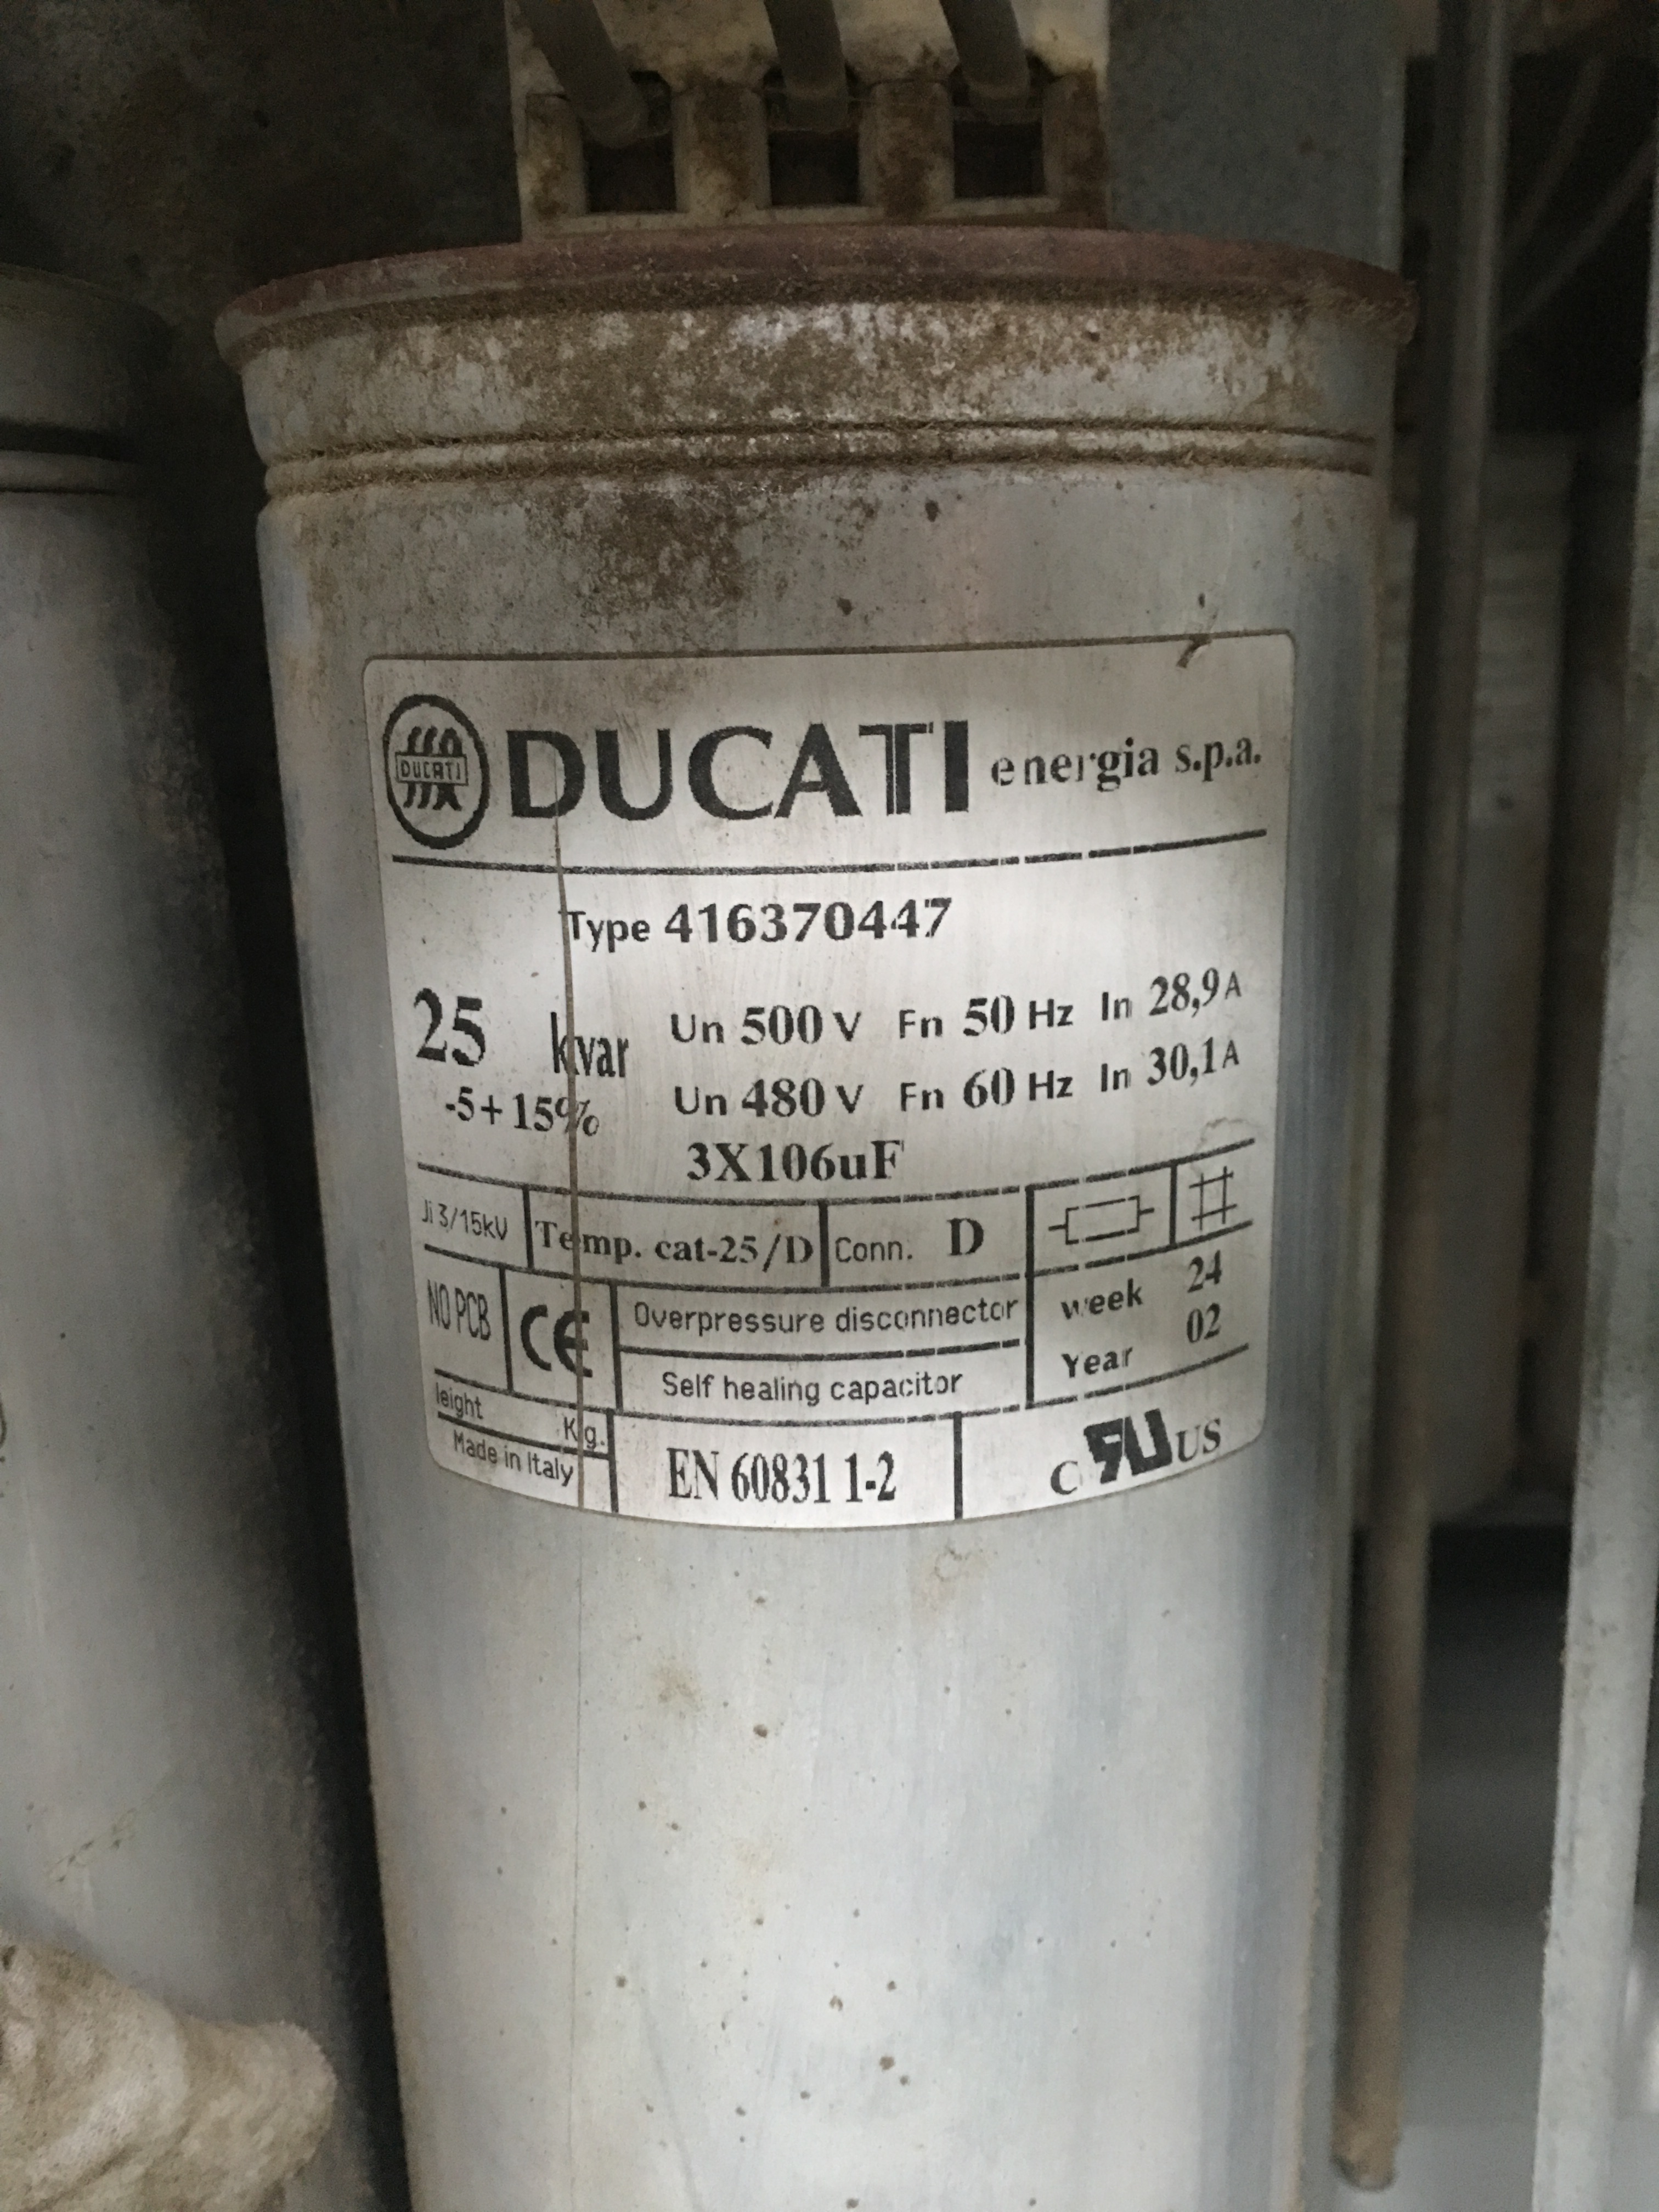 DUCATI
DUCATI energia s.p.a.
Type 416370447
25 kvar
-5+15%
Un 500 V Fn 50 Hz In 28,9 A
Un 480 V Fn 60 Hz In 30,1 A
3X106uF
Ji 3/15kV
Temp. cat-25/D
Conn. D
NO PCB
CE
Overpressure disconnector
Self healing capacitor
week 24
Year 02
leight Kg.
Made in Italy
EN 60831 1-2
C RU US